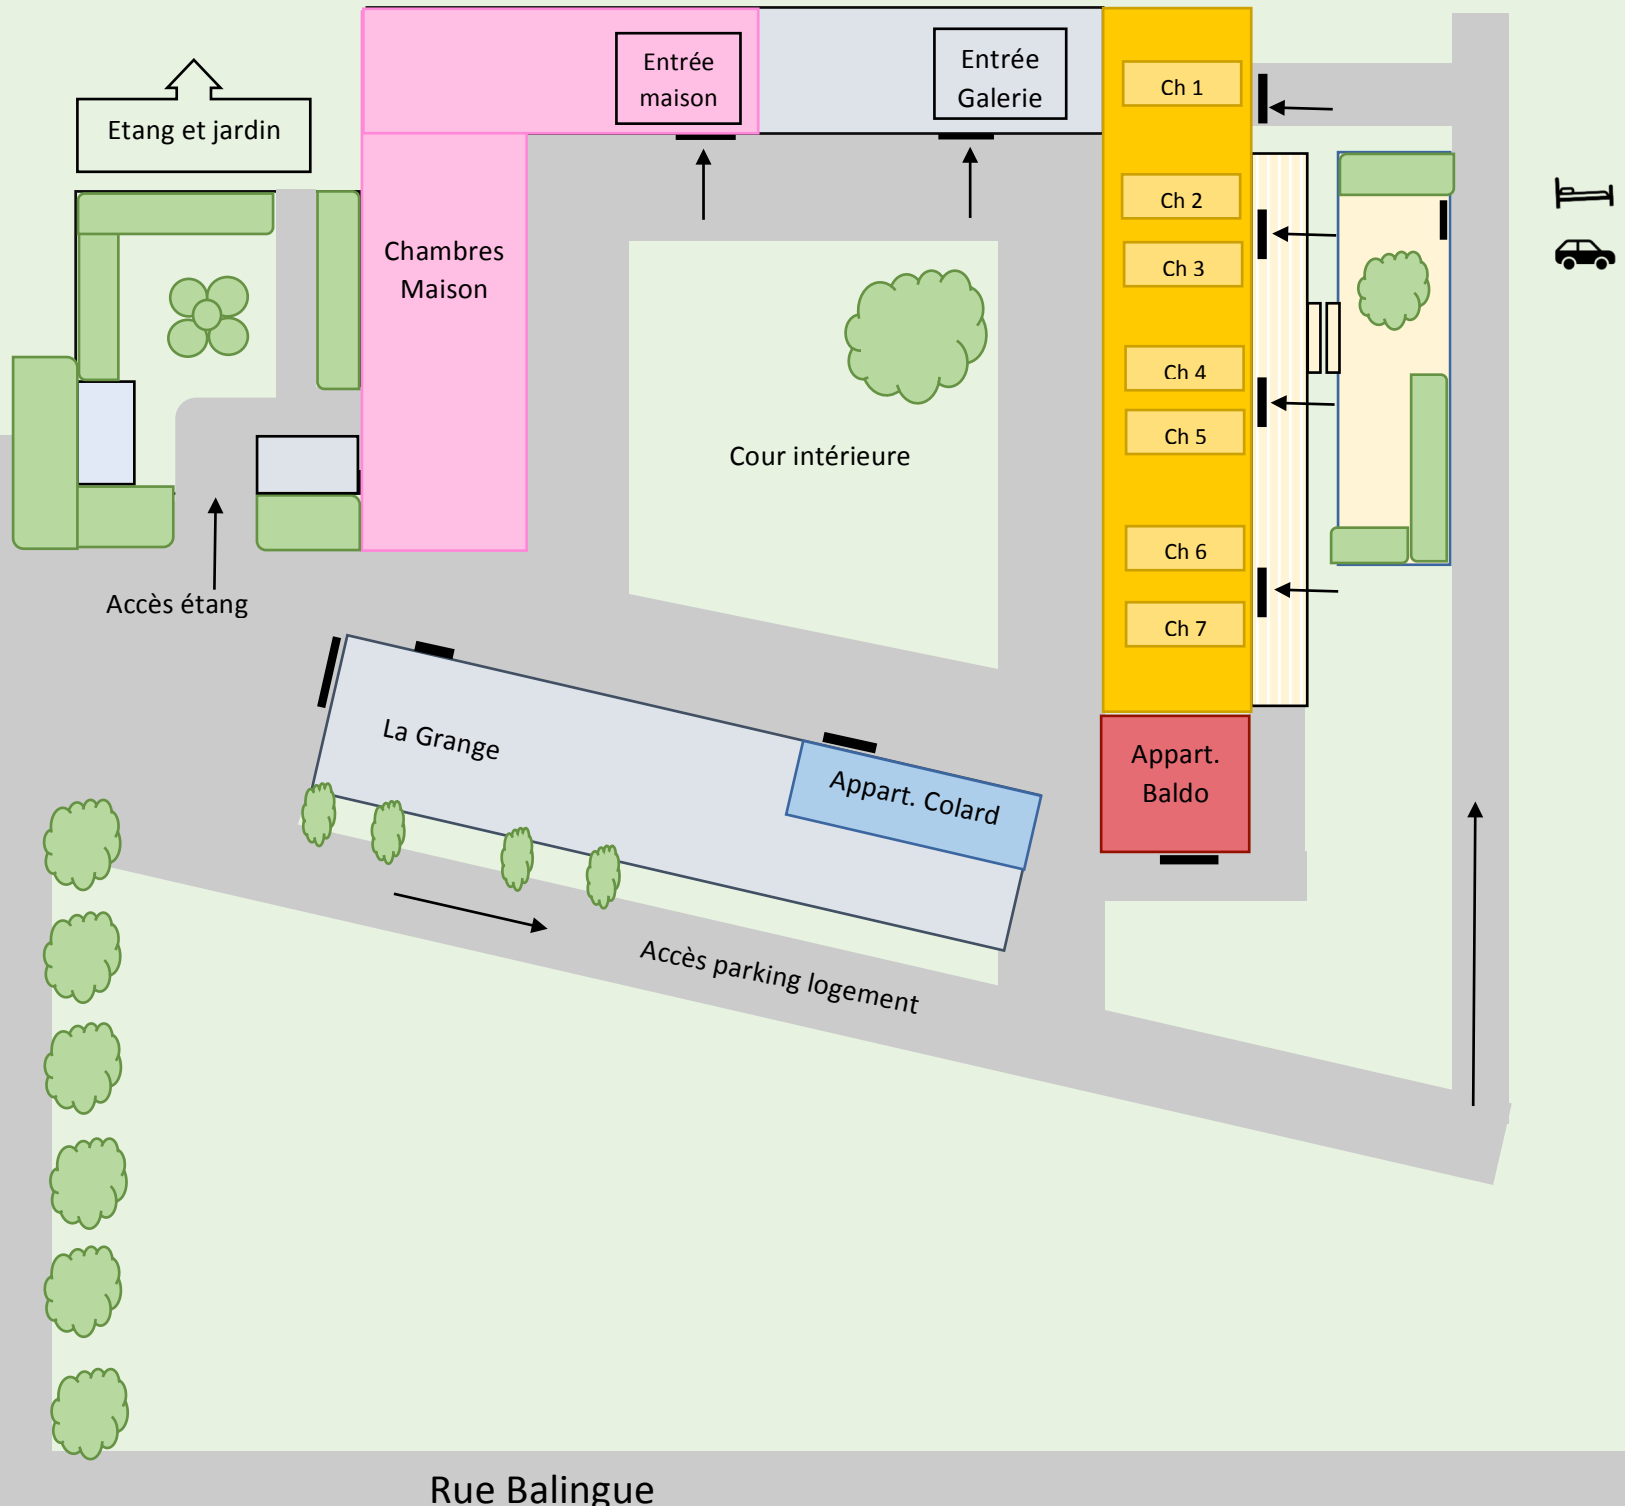 Entrée
maison
Entrée
Galerie
Ch 1
Etang et jardin
Ch 2
Chambres
Maison
Ch 3
Ch 4
Ch 5
Cour intérieure
Ch 6
Accès étang
Ch 7
La Grange
Appart. Colard
Appart.
Baldo
Accès parking logement
Rue Balingue